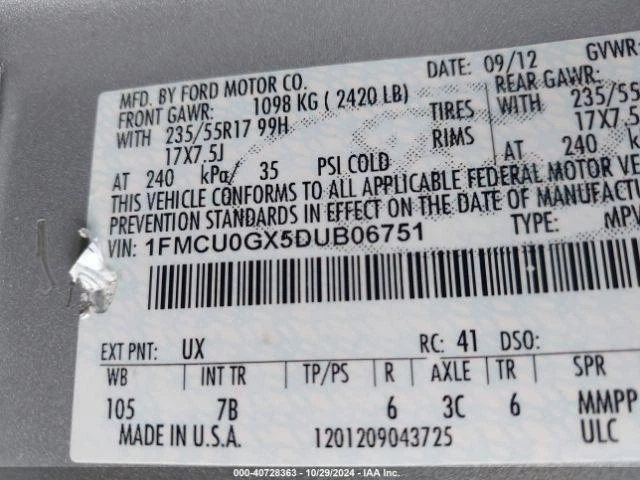 MFD. BY FORD MOTOR CO.
DATE: 09/12 GVWR:
FRONT GAWR: 1098 KG ( 2420 LB) REAR GAWR:
WITH 235/55R17 99H TIRES WITH 235/55
17X7.5J RIMS 17X7.5
AT 240 kPa/ 35 PSI COLD AT 240 k
THIS VEHICLE CONFORMS TO ALL APPLICABLE FEDERAL MOTOR VE
PREVENTION STANDARDS IN EFFECT ON THE DATE OF MANUFACTUR
VIN: 1FMCU0GX5DUB06751 TYPE: MPV
EXT PNT: UX RC: 41 DSO:
WB INT TR TP/PS R AXLE TR SPR
105 7B 6 3C 6 MMPP
MADE IN U.S.A. 1201209043725 ULC
000-40728363 - 10/29/2024 - IAA Inc.